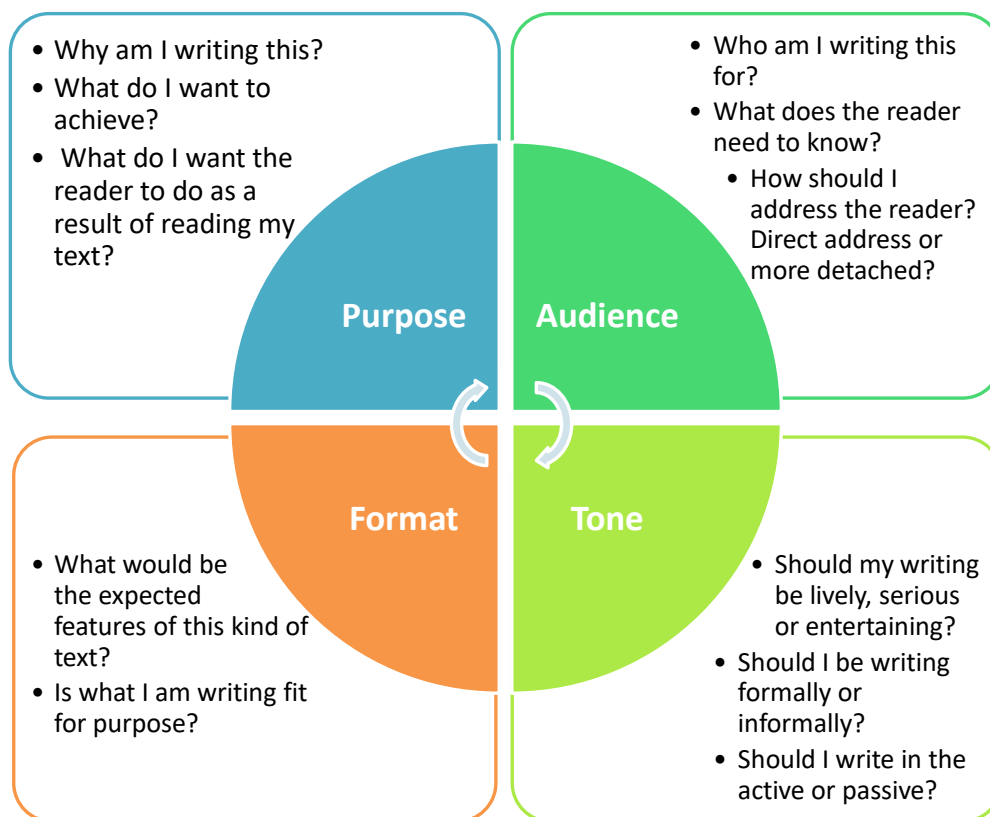 • Why am I writing this?
• What do I want to
achieve?
• What do I want the
reader to do as a
result of reading my
text?
• Who am I writing this
for?
• What does the reader
need to know?
• How should I
address the reader?
Direct address or
more detached?
Purpose
Audience
Format
Tone
• What would be
the expected
features of this kind of
text?
• Is what I am writing fit
for purpose?
• Should my writing
be lively, serious
or entertaining?
• Should I be writing
formally or
informally?
• Should I write in the
active or passive?